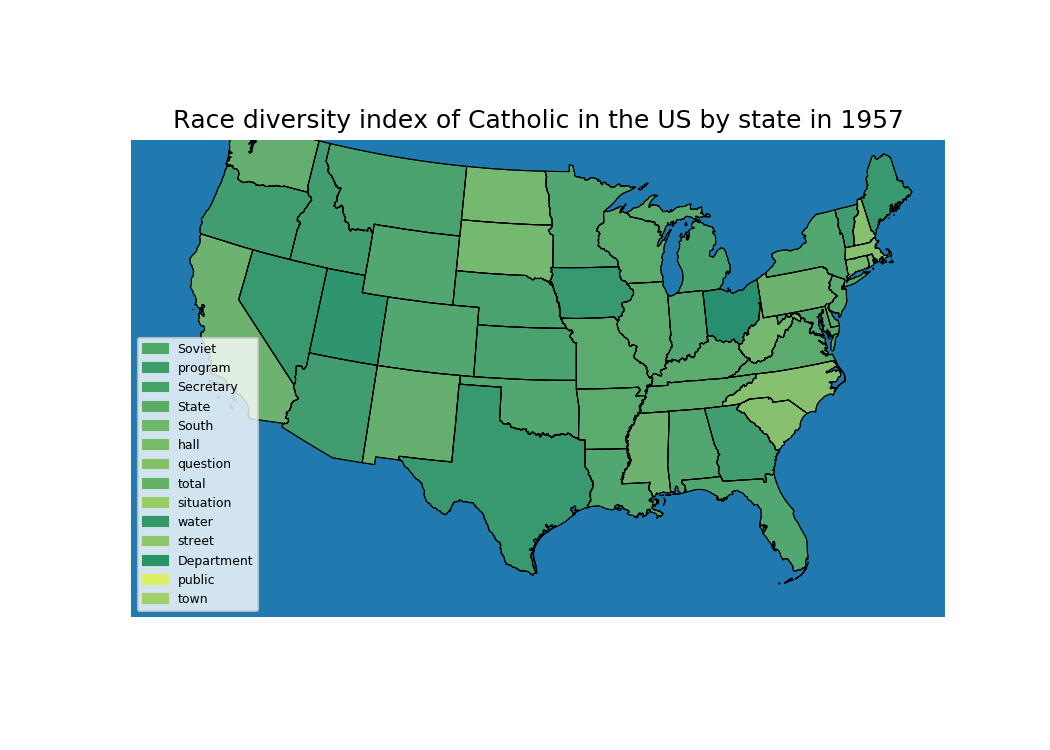 Race diversity index of Catholic in the US by state in 1957
Soviet
program
Secretary
State
South
hall
question
total
situation
water
street
Department
public
town